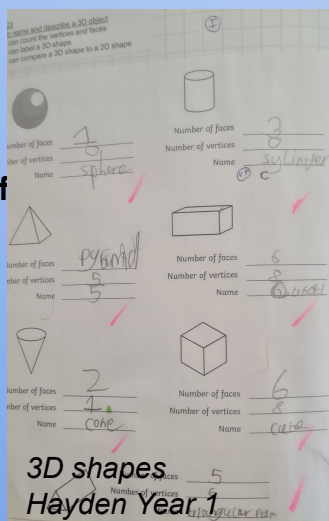 name and describe a 3D object
can count the vertices and faces
can label a 3D shape
can compare a 3D shape to a 2D shape
I
f
number of faces 1
number of vertices 0
Name sphere
Number of faces 3
Number of vertices 0
Name sylinder
VF C
number of faces pyramid
number of vertices 5
Name 5
Number of faces 6
Number of vertices 8
Name cuboid
number of faces 2
number of vertices 1
Name cone
Number of faces 6
Number of vertices 8
Name cube
of faces 5
Number of vertices
triangular prism
3D shapes
Hayden Year 1